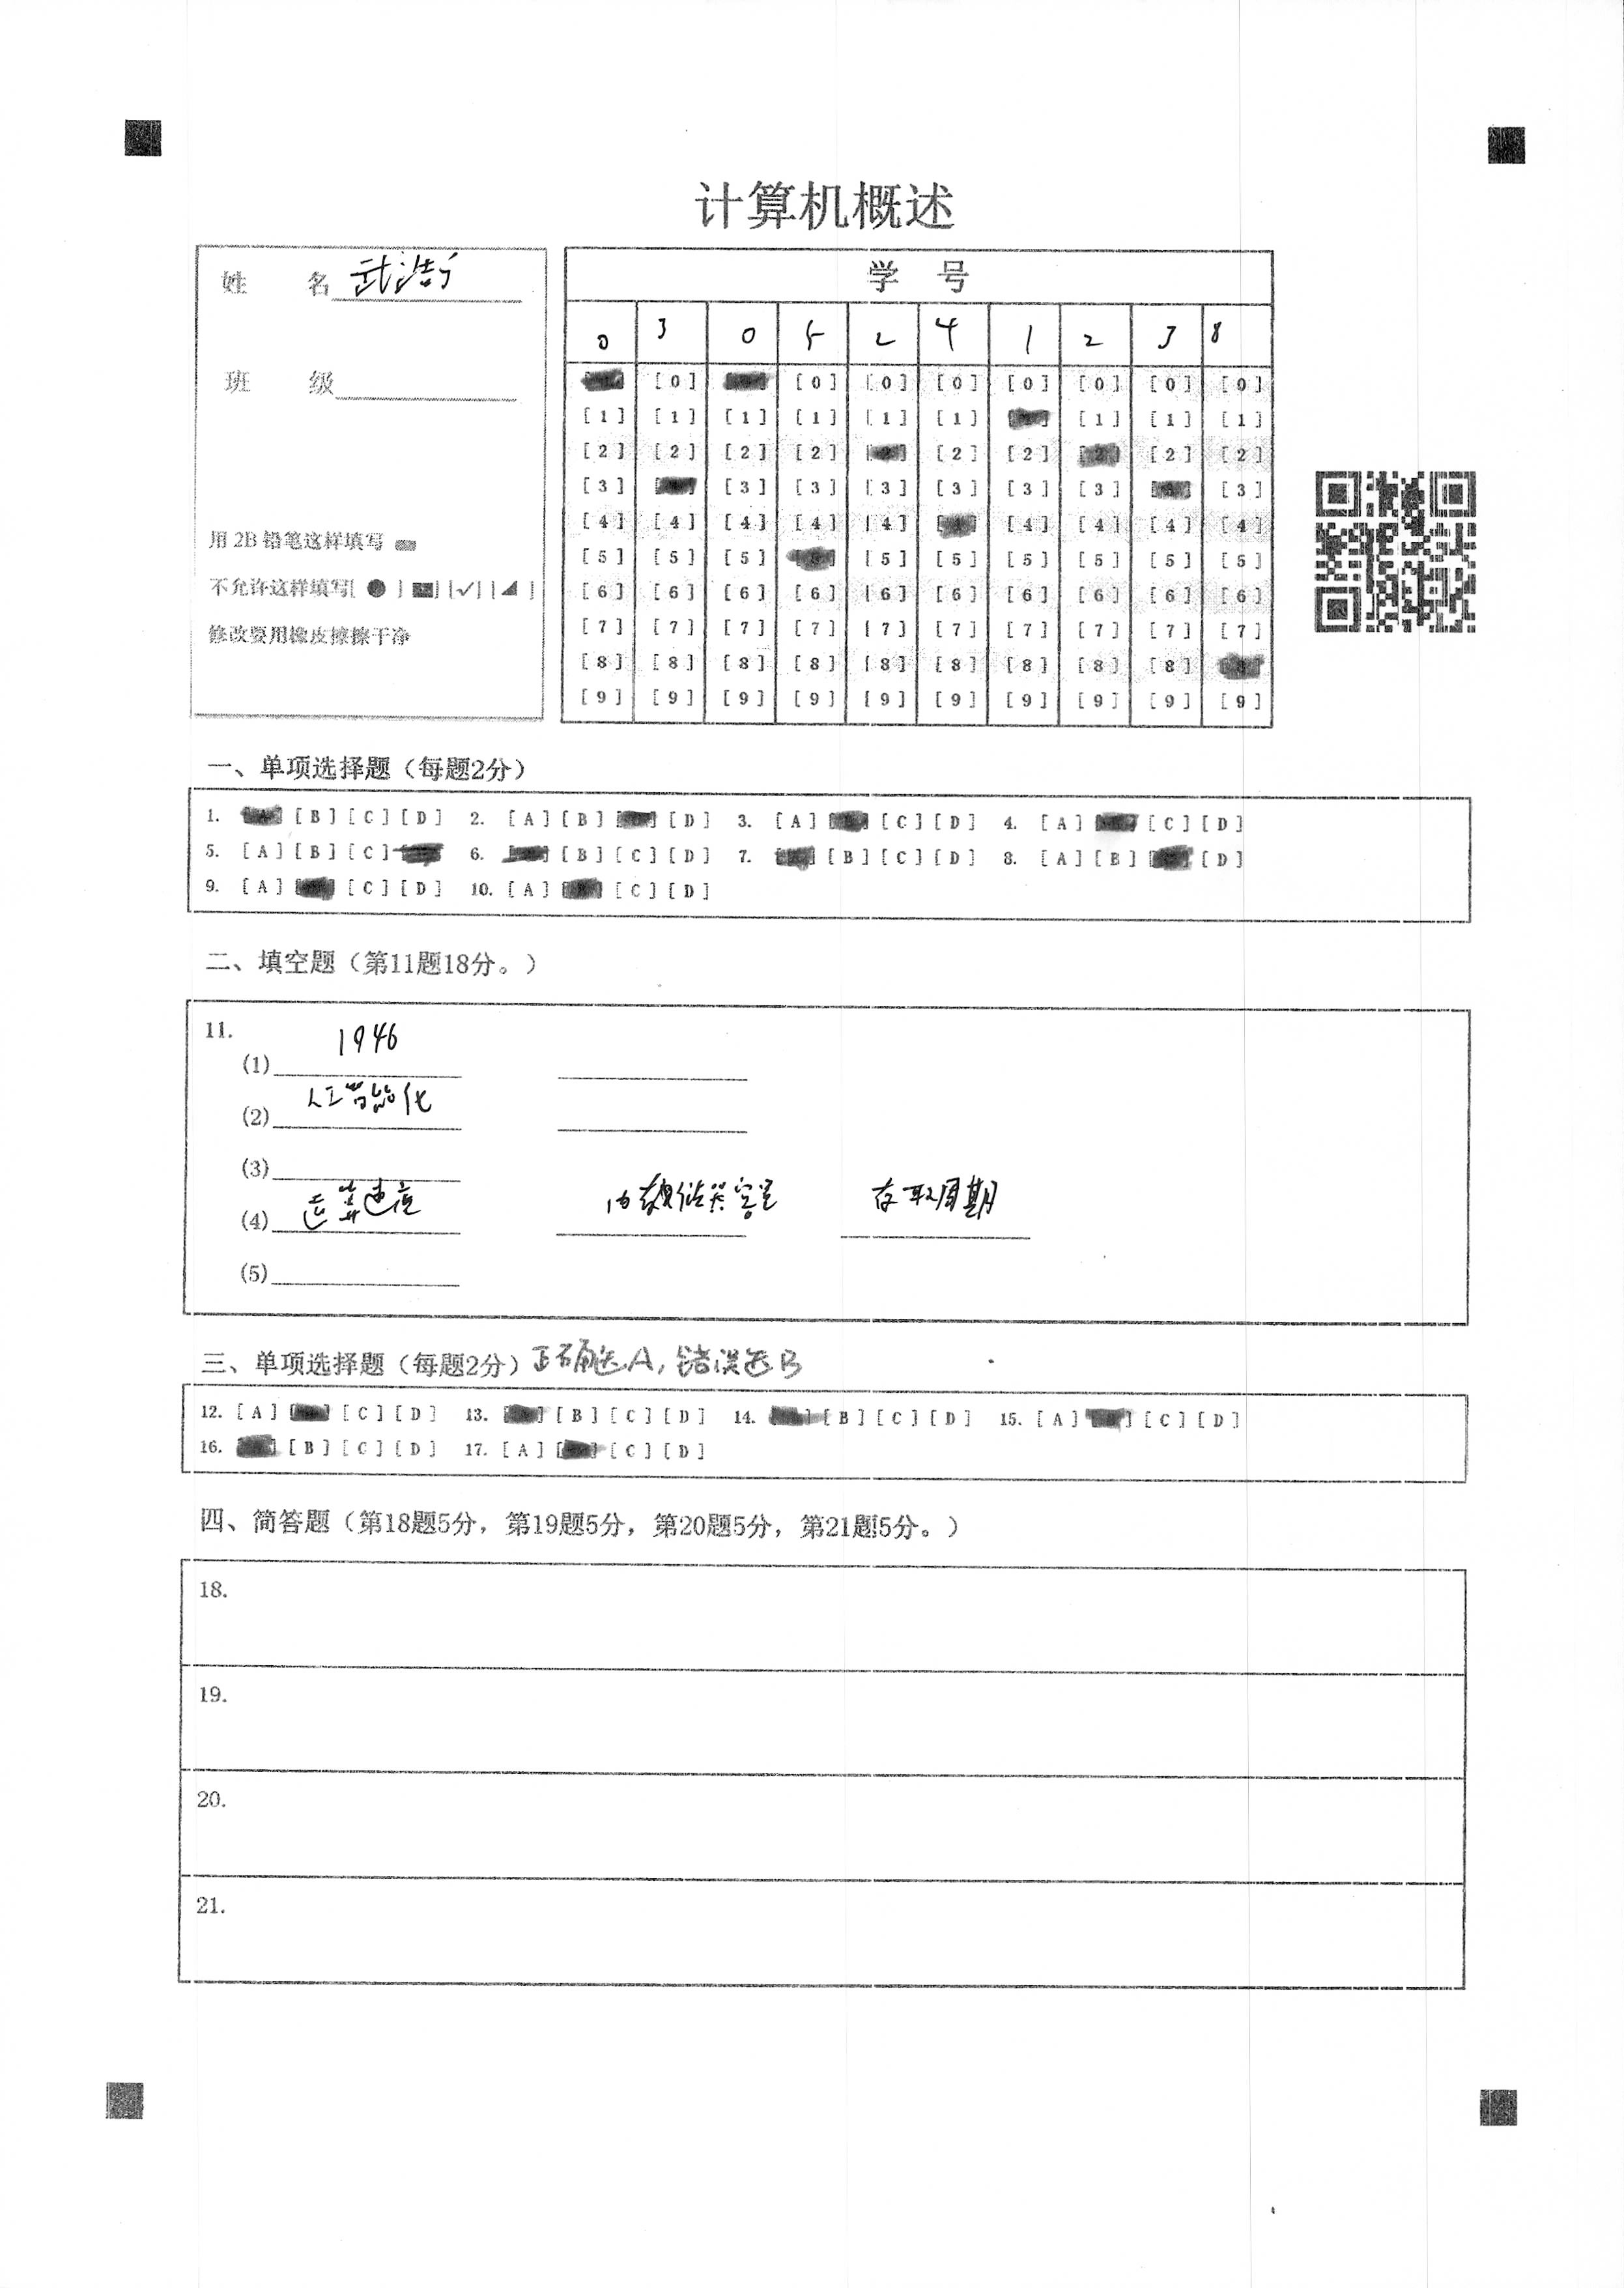 计算机概述
姓 名 武浩宁
班 级
用2B铅笔这样填写
不允许这样填写[●] [■] [✓] [◢]
修改要用橡皮擦擦干净
学 号
0 3 0 5 2 4 1 2 3 8
[0] [0] [0] [0] [0] [0] [0] [0]
[1] [1] [1] [1] [1] [1] [1] [1] [1]
[2] [2] [2] [2] [2] [2] [2] [2]
[3] [3] [3] [3] [3] [3] [3] [3]
[4] [4] [4] [4] [4] [4] [4] [4] [4]
[5] [5] [5] [5] [5] [5] [5] [5] [5]
[6] [6] [6] [6] [6] [6] [6] [6] [6] [6]
[7] [7] [7] [7] [7] [7] [7] [7] [7] [7]
[8] [8] [8] [8] [8] [8] [8] [8] [8]
[9] [9] [9] [9] [9] [9] [9] [9] [9] [9]
一、单项选择题（每题2分）
1. [B] [C] [D] 2. [A] [B] [D] 3. [A] [C] [D] 4. [A] [C] [D]
5. [A] [B] [C] 6. [B] [C] [D] 7. [B] [C] [D] 8. [A] [B] [D]
9. [A] [C] [D] 10. [A] [C] [D]
二、填空题（第11题18分。）
11.
(1) 1946
(2) 人工智能化
(3)
(4) 运算速度 内存储器容量 存取周期
(5)
三、单项选择题（每题2分）正确选A，错误选B
12. [A] [C] [D] 13. [B] [C] [D] 14. [B] [C] [D] 15. [A] [C] [D]
16. [B] [C] [D] 17. [A] [C] [D]
四、简答题（第18题5分，第19题5分，第20题5分，第21题5分。）
18.
19.
20.
21.